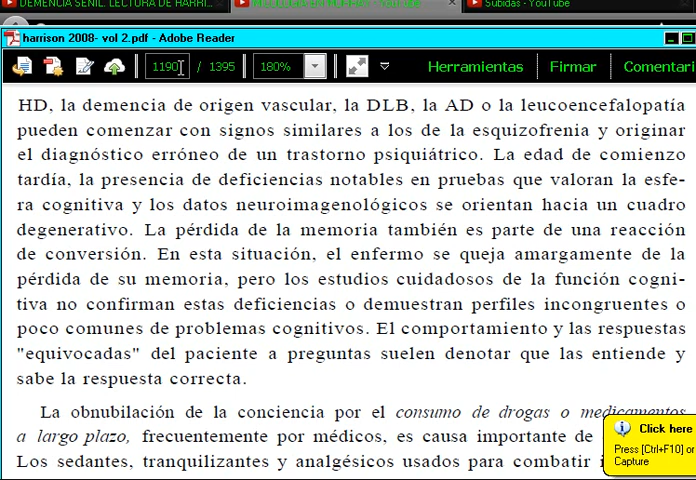 DEMENCIA SENIL. LECTURA DE HARRI...
Subidas - YouTube
harrison 2008- vol 2.pdf - Adobe Reader
1190 / 1395 180% Herramientas Firmar Comentari
HD, la demencia de origen vascular, la DLB, la AD o la leucoencefalopatía
pueden comenzar con signos similares a los de la esquizofrenia y originar
el diagnóstico erróneo de un trastorno psiquiátrico. La edad de comienzo
tardía, la presencia de deficiencias notables en pruebas que valoran la esfe-
ra cognitiva y los datos neuroimagenológicos se orientan hacia un cuadro
degenerativo. La pérdida de la memoria también es parte de una reacción
de conversión. En esta situación, el enfermo se queja amargamente de la
pérdida de su memoria, pero los estudios cuidadosos de la función cogni-
tiva no confirman estas deficiencias o demuestran perfiles incongruentes o
poco comunes de problemas cognitivos. El comportamiento y las respuestas
"equivocadas" del paciente a preguntas suelen denotar que las entiende y
sabe la respuesta correcta.
La obnubilación de la conciencia por el consumo de drogas o medicamentos
a largo plazo, frecuentemente por médicos, es causa importante de
Los sedantes, tranquilizantes y analgésicos usados para combatir
Click here
Press [Ctrl+F10] or
Capture